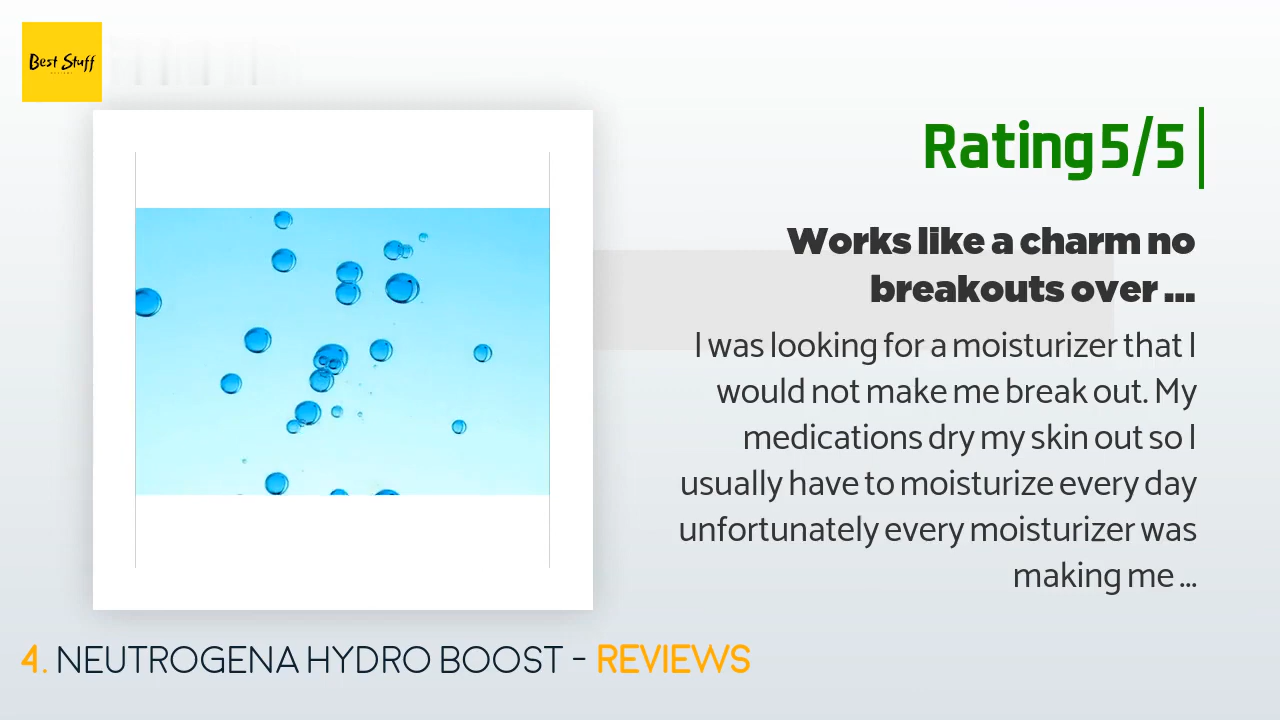 Best Stuff
Rating 5/5
Works like a charm no
breakouts over ...
I was looking for a moisturizer that I
would not make me break out. My
medications dry my skin out so I
usually have to moisturize every day
unfortunately every moisturizer was
making me ...
4. NEUTROGENA HYDRO BOOST - REVIEWS